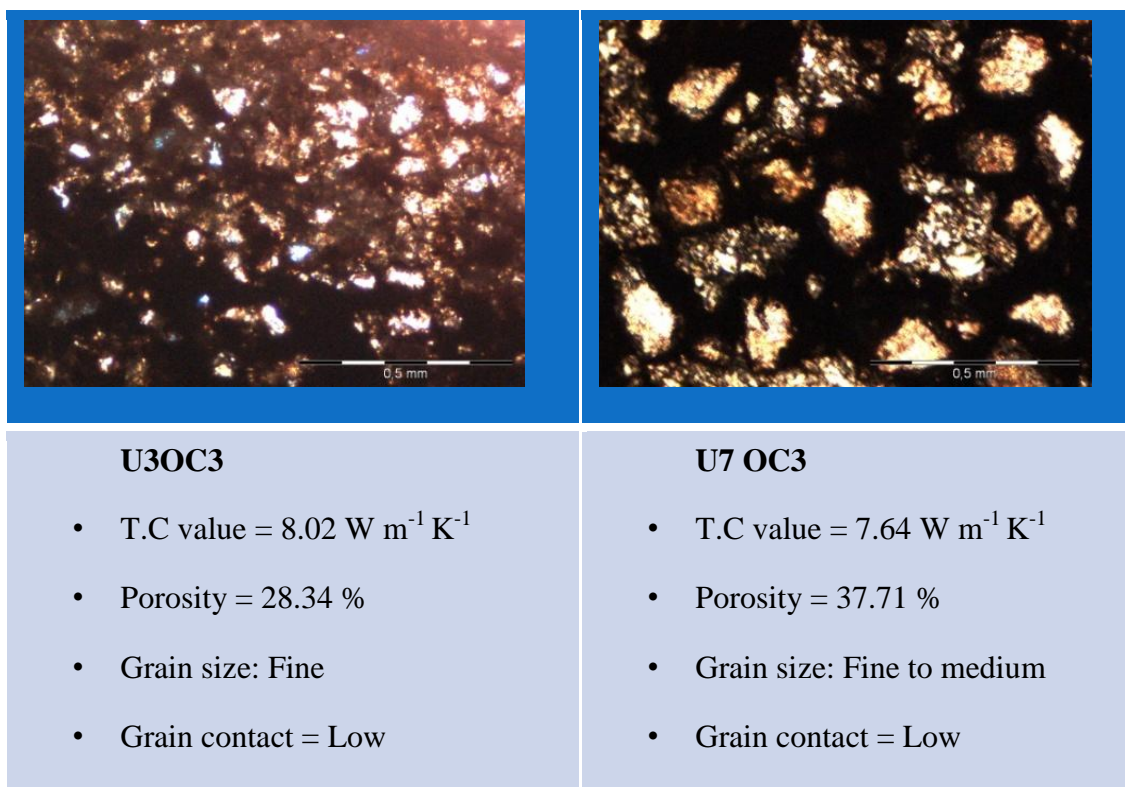 0,5 mm
0,5 mm
U3OC3
• T.C value = 8.02 W m⁻¹ K⁻¹
• Porosity = 28.34 %
• Grain size: Fine
• Grain contact = Low
U7 OC3
• T.C value = 7.64 W m⁻¹ K⁻¹
• Porosity = 37.71 %
• Grain size: Fine to medium
• Grain contact = Low